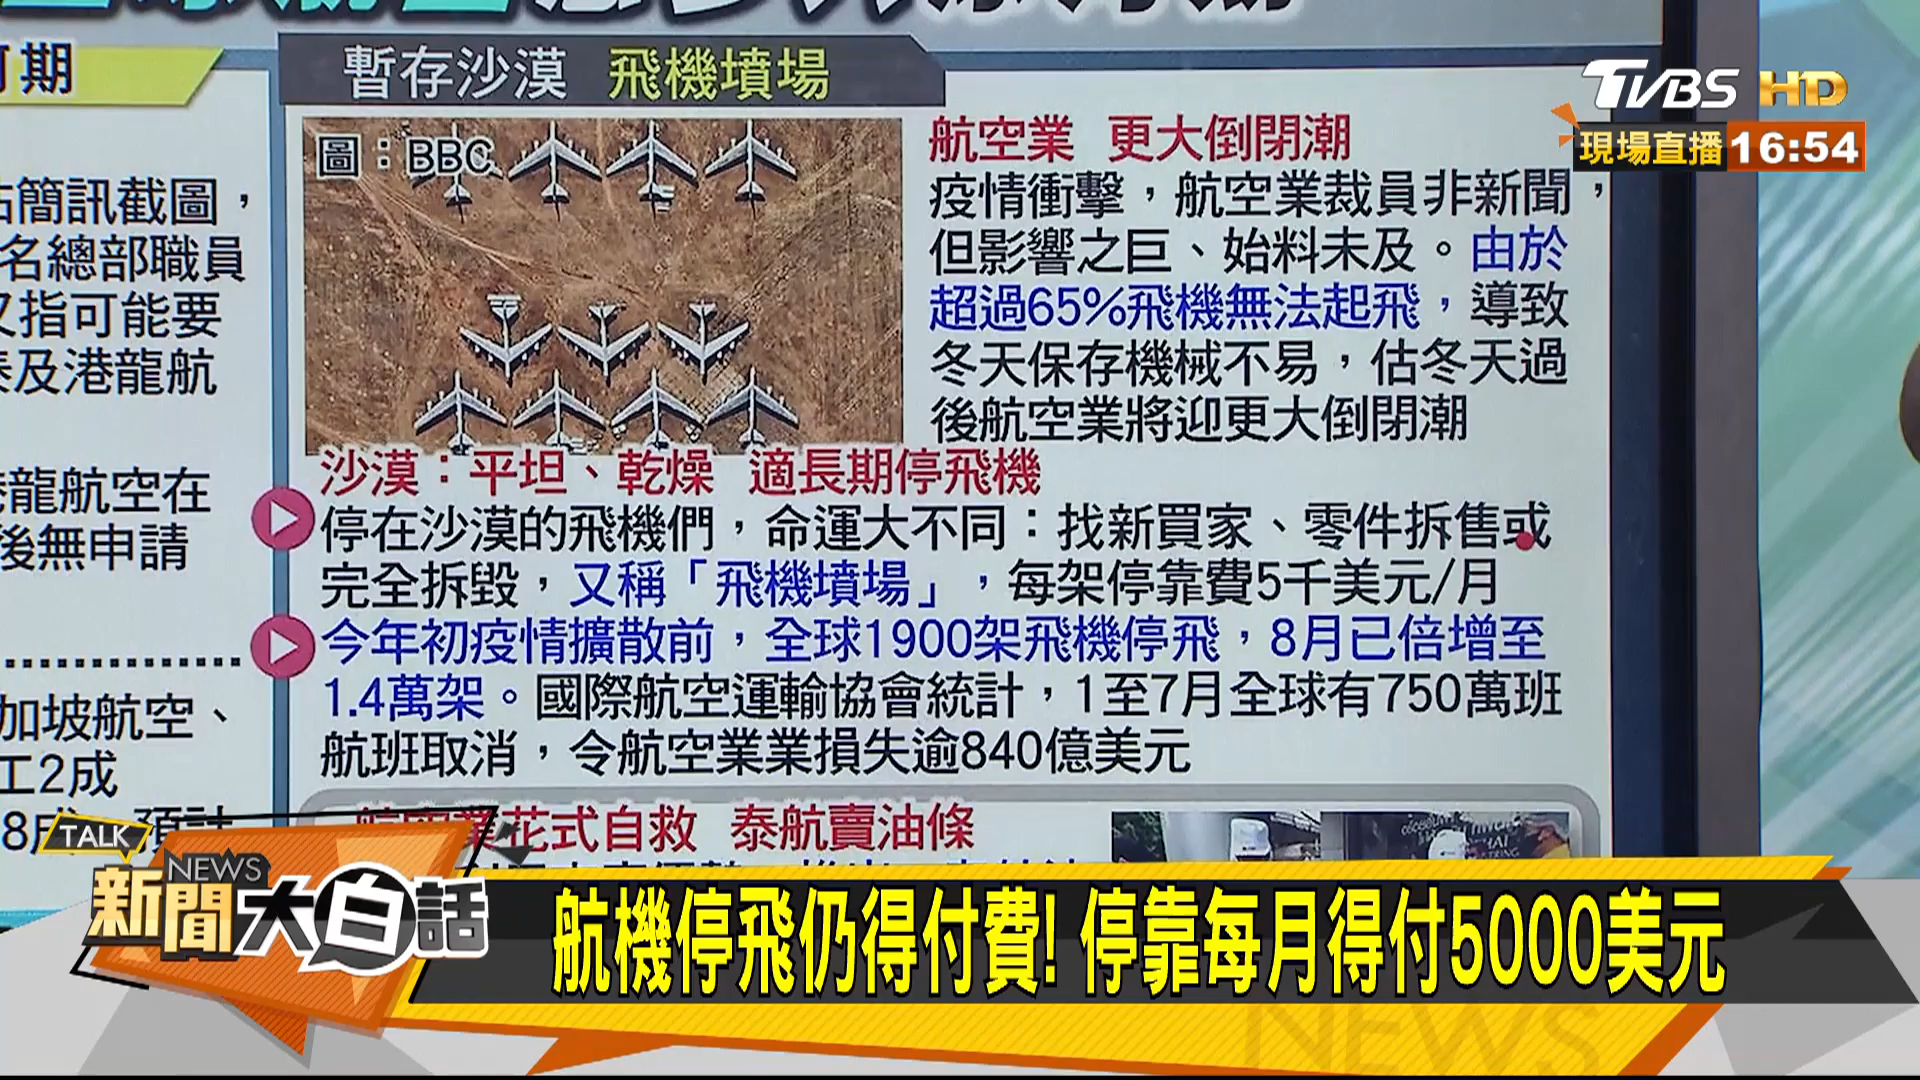 可期
暫存沙漠 飛機墳場
TVBS HD
現場直播 16:54
圖：BBC
航空業 更大倒閉潮
疫情衝擊，航空業裁員非新聞，
但影響之巨、始料未及。由於
超過65%飛機無法起飛，導致
冬天保存機械不易，估冬天過
後航空業將迎更大倒閉潮
簡訊截圖，
名總部職員
又指可能要
泰及港龍航
港龍航空在
後無申請
加坡航空、
工2成
沙漠：平坦、乾燥 適長期停飛機
停在沙漠的飛機們，命運大不同：找新買家、零件拆售或
完全拆毀，又稱「飛機墳場」，每架停靠費5千美元/月
今年初疫情擴散前，全球1900架飛機停飛，8月已倍增至
1.4萬架。國際航空運輸協會統計，1至7月全球有750萬班
航班取消，令航空業業損失逾840億美元
航空業花式自救 泰航賣油條
TALK
NEWS
新聞大白話
航機停飛仍得付費! 停靠每月得付5000美元
NEWS